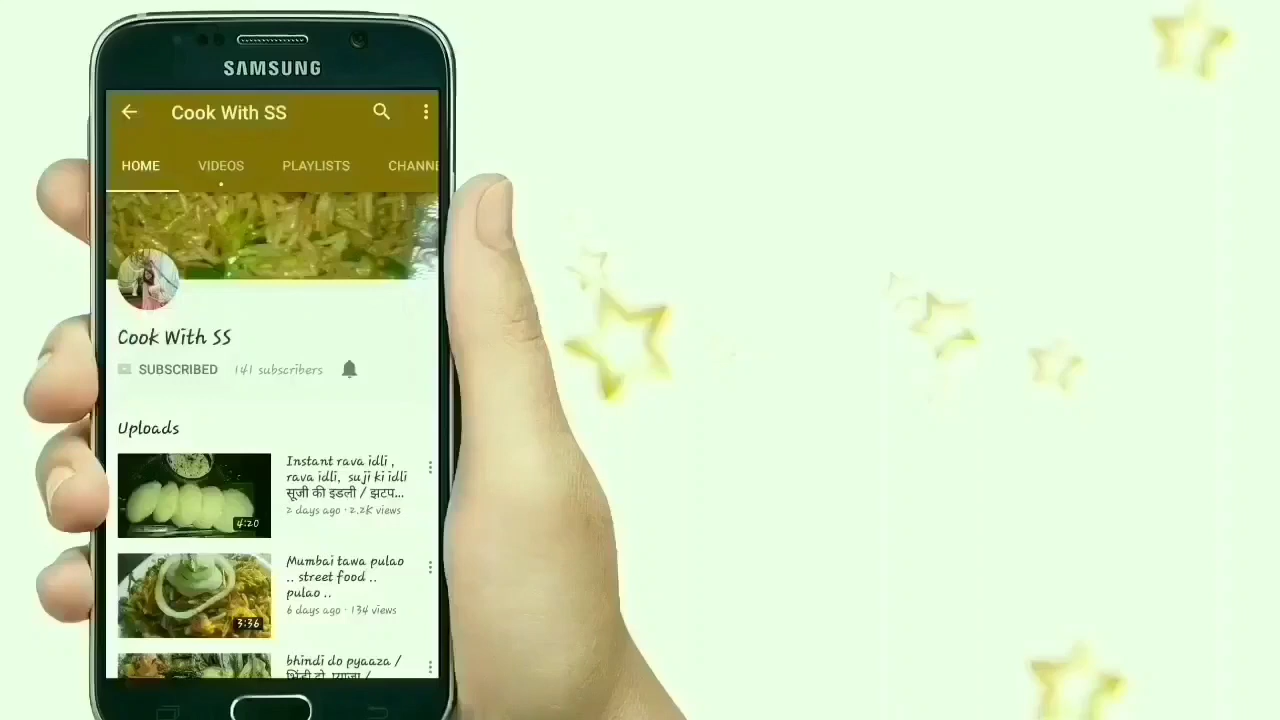 SAMSUNG
Cook With SS
HOME VIDEOS PLAYLISTS CHANNE
Cook With SS
SUBSCRIBED 141 subscribers
Uploads
Instant rava idli ,
rava idli, suji ki idli
सूजी की इडली / झटप...
2 days ago · 2.2K views
4:20
Mumbai tawa pulao
.. street food ..
pulao ..
6 days ago · 134 views
3:36
bhindi do pyaaza /
भिंडी दो प्याजा /